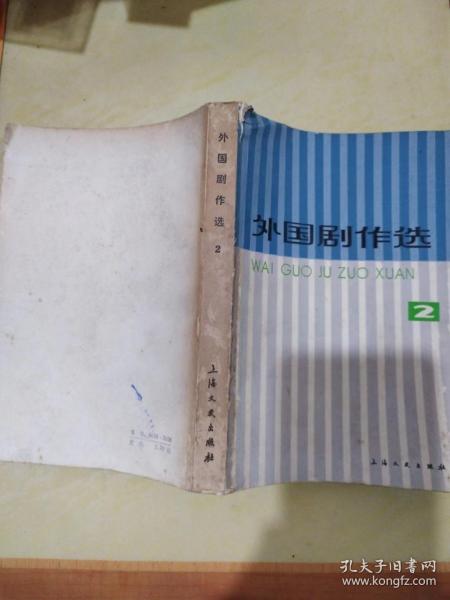 外国剧作选
2
上海文艺出版社
外国剧作选
WAI GUO JU ZUO XUAN
2
上海文艺出版社
孔夫子旧书网
www.kongfz.com